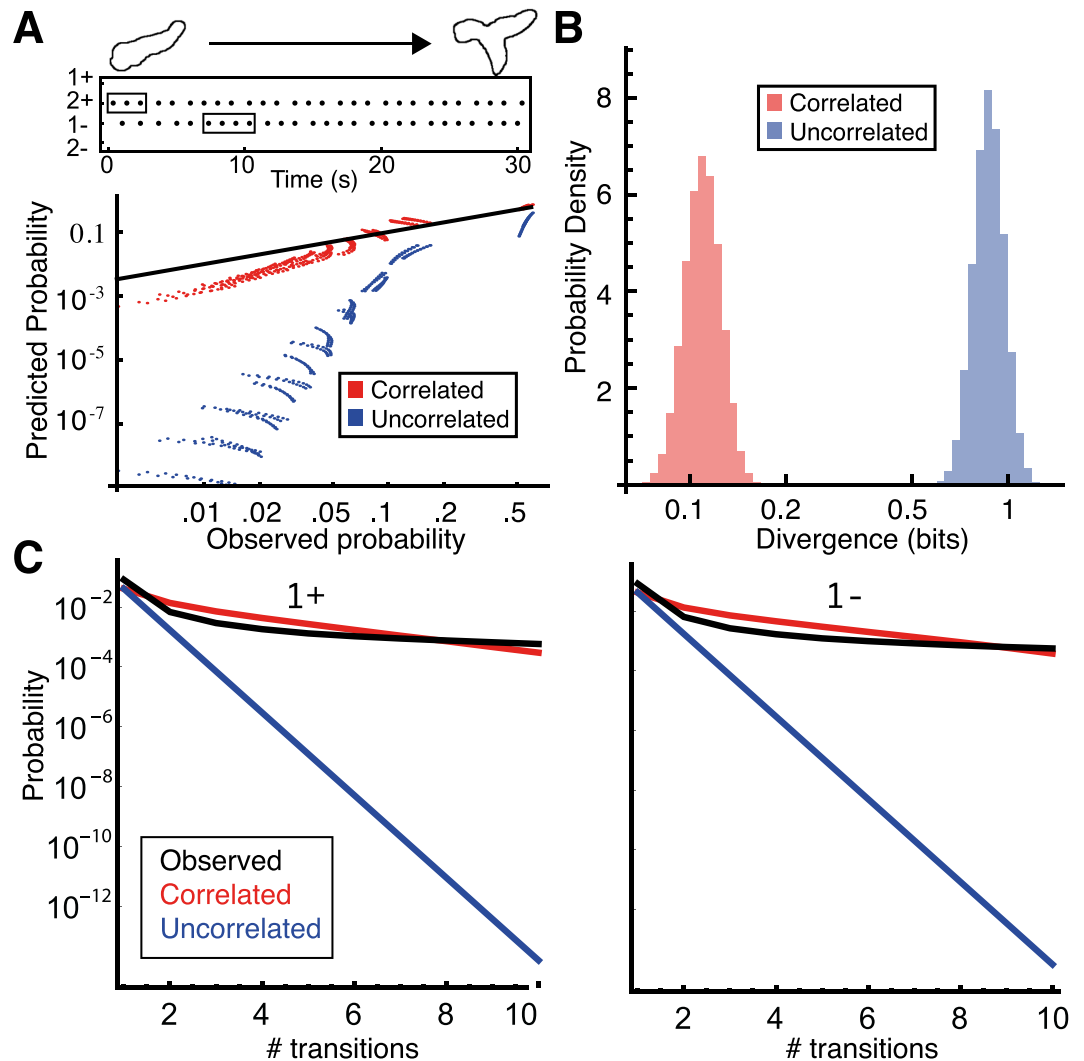 A
1+
2+
1-
2-
0 10 20 30
Time (s)
Predicted Probability
0.1
10−3
10−5
10−7
Correlated
Uncorrelated
.01 .02 .05 .1 .2 .5
Observed probability
B
Probability Density
8
6
4
2
Correlated
Uncorrelated
0.1 0.2 0.5 1
Divergence (bits)
C
Probability
10−2
10−4
10−6
10−8
10−10
10−12
1+
Observed
Correlated
Uncorrelated
2 4 6 8 10
# transitions
1-
2 4 6 8 10
# transitions